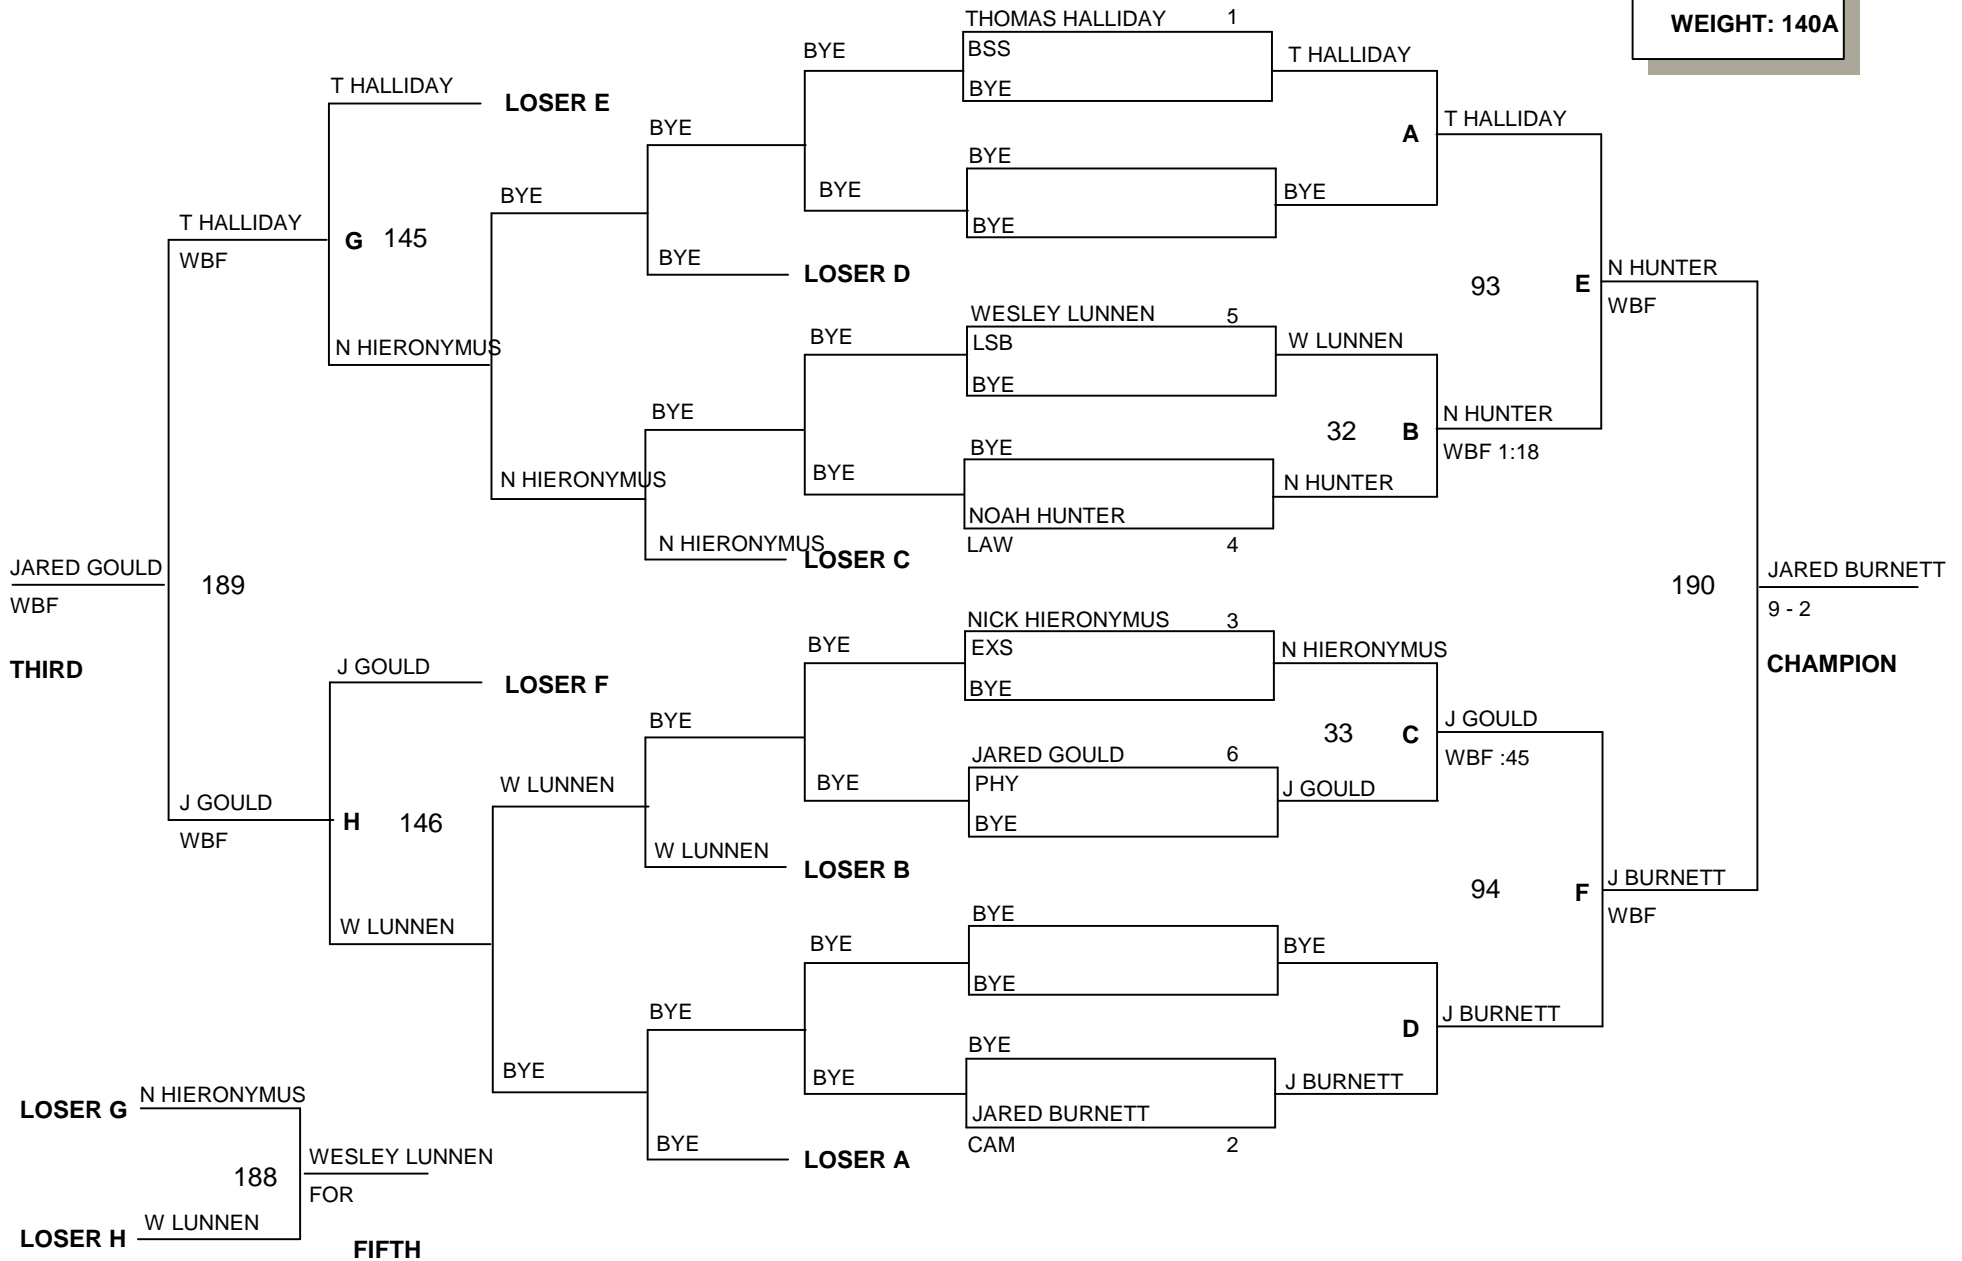 WEIGHT: 140A
THOMAS HALLIDAY 1
BYE BSS T HALLIDAY
T HALLIDAY LOSER E BYE
BYE A T HALLIDAY
BYE
BYE BYE BYE
T HALLIDAY G 145 BYE
WBF BYE LOSER D 93 E N HUNTER
WBF
WESLEY LUNNEN 5
BYE LSB W LUNNEN
N HIERONYMUS BYE
BYE 32 B N HUNTER
BYE WBF 1:18
N HIERONYMUS BYE N HUNTER
NOAH HUNTER
N HIERONYMUS LOSER C LAW 4
JARED GOULD 189 190 JARED BURNETT
WBF 9 - 2
NICK HIERONYMUS 3
BYE EXS N HIERONYMUS
THIRD J GOULD LOSER F BYE CHAMPION
BYE 33 C J GOULD
JARED GOULD 6 WBF :45
W LUNNEN BYE PHY J GOULD
J GOULD H 146 BYE
WBF W LUNNEN LOSER B
94 F J BURNETT
WBF
W LUNNEN BYE
BYE BYE
BYE
BYE D J BURNETT
BYE
BYE BYE J BURNETT
LOSER G N HIERONYMUS JARED BURNETT
BYE LOSER A CAM 2
188 WESLEY LUNNEN
FOR
LOSER H W LUNNEN
FIFTH